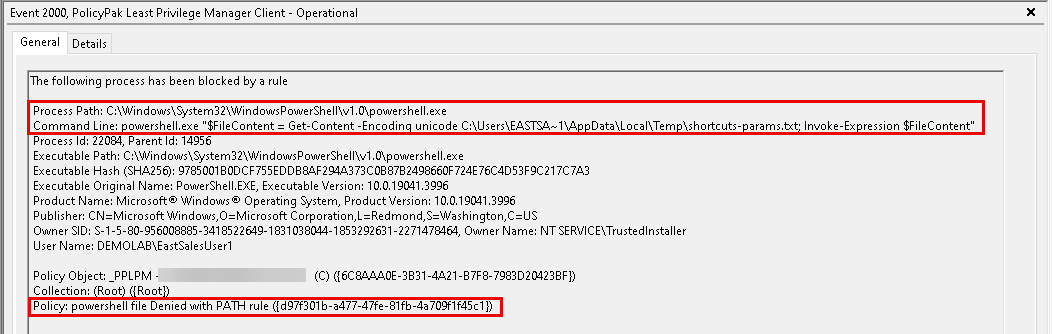 Event 2000, PolicyPak Least Privilege Manager Client - Operational
General
Details
The following process has been blocked by a rule
Process Path: C:\Windows\System32\WindowsPowerShell\v1.0\powershell.exe
Command Line: powershell.exe "$FileContent = Get-Content -Encoding unicode C:\Users\EASTSA~1\AppData\Local\Temp\shortcuts-params.txt; Invoke-Expression $FileContent"
Process Id: 22084, Parent Id: 14956
Executable Path: C:\Windows\System32\WindowsPowerShell\v1.0\powershell.exe
Executable Hash (SHA256): 9785001B0DCF755EDDB8AF294A373C0B87B2498660F724E76C4D53F9C217C7A3
Executable Original Name: PowerShell.EXE, Executable Version: 10.0.19041.3996
Product Name: Microsoft® Windows® Operating System, Product Version: 10.0.19041.3996
Publisher: CN=Microsoft Windows,O=Microsoft Corporation,L=Redmond,S=Washington,C=US
Owner SID: S-1-5-80-956008885-3418522649-1831038044-1853292631-2271478464, Owner Name: NT SERVICE\TrustedInstaller
User Name: DEMOLAB\EastSalesUser1
Policy Object: _PPLPM - (C) ({6C8AAA0E-3B31-4A21-B7F8-7983D20423BF})
Collection: (Root) ({Root})
Policy: powershell file Denied with PATH rule ({d97f301b-a477-47fe-81fb-4a709f1f45c1})